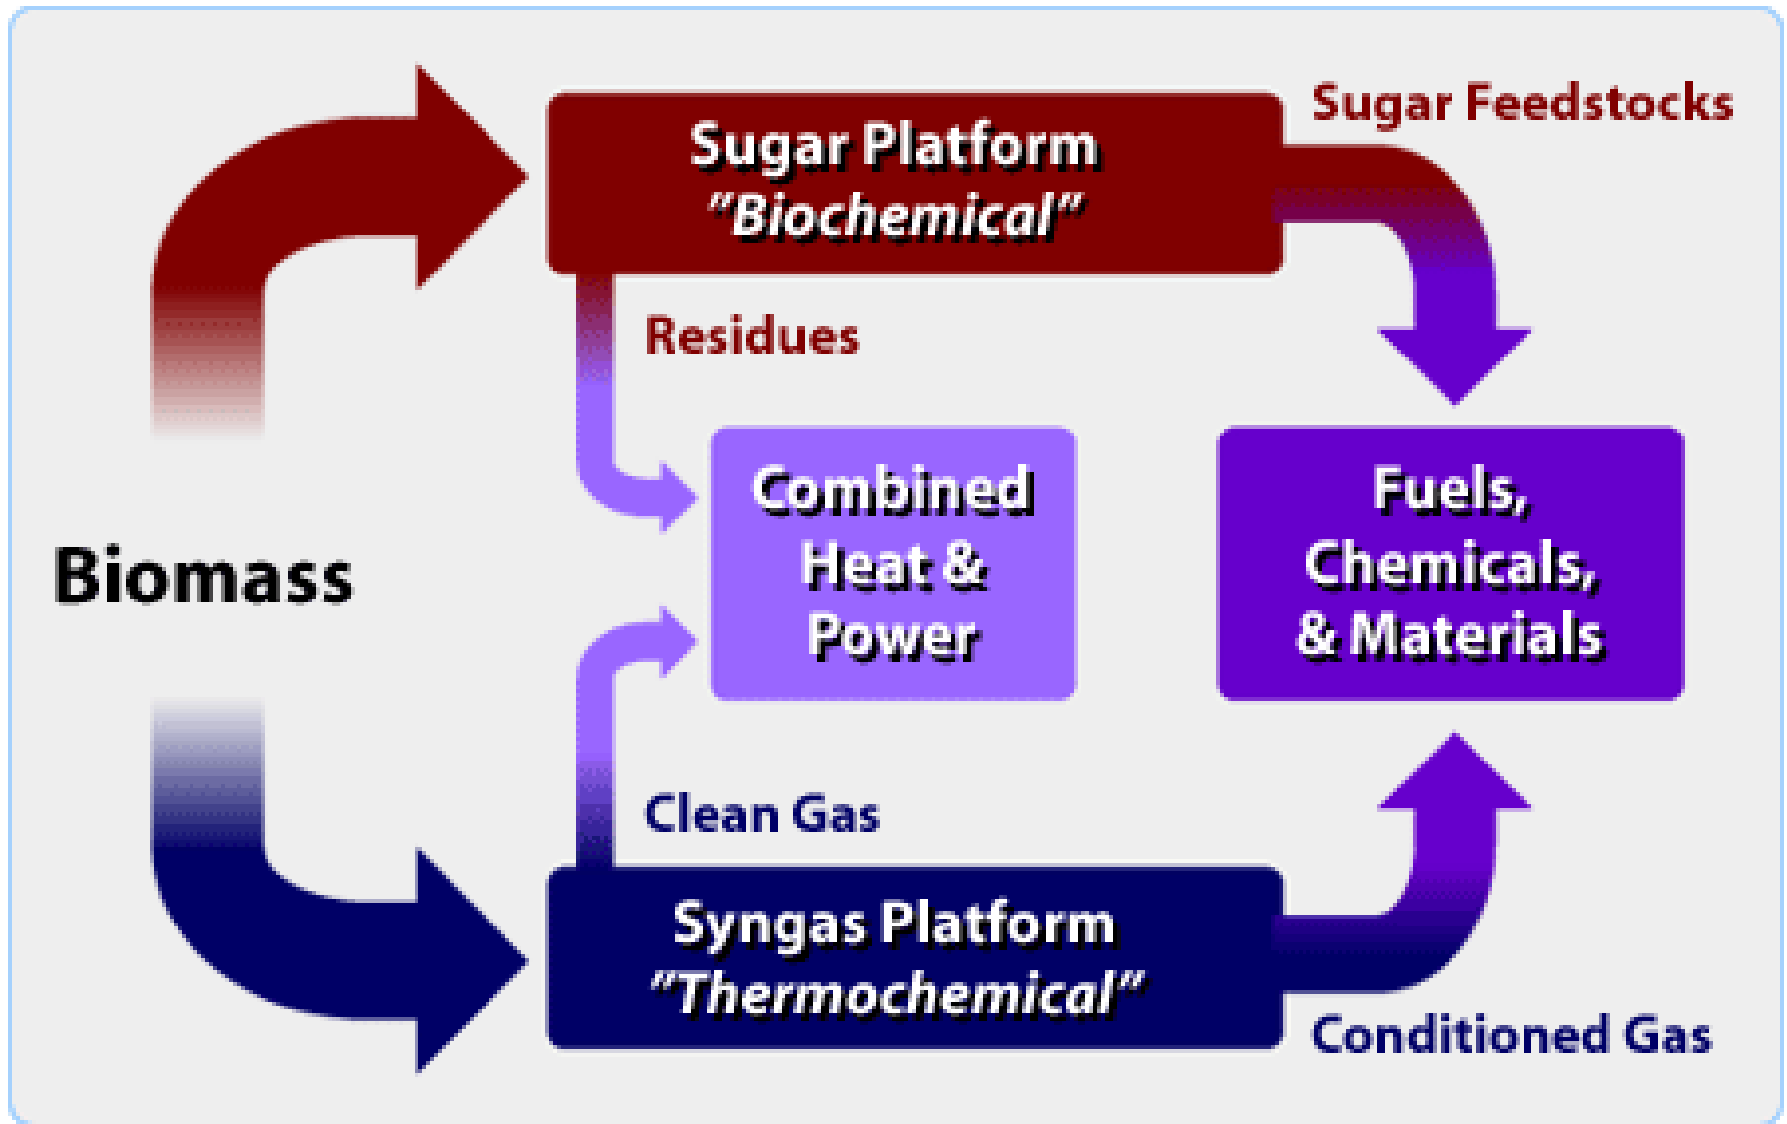 Sugar Feedstocks
Sugar Platform
"Biochemical"
Residues
Combined
Heat &
Power
Fuels,
Chemicals,
& Materials
Biomass
Clean Gas
Syngas Platform
"Thermochemical"
Conditioned Gas